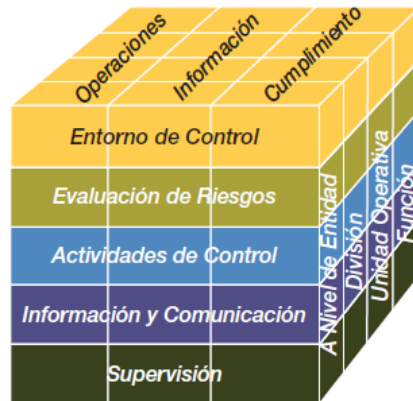 Operaciones
Información
Cumplimiento
Entorno de Control
Evaluación de Riesgos
Actividades de Control
Información y Comunicación
Supervisión
A Nivel de Entidad
División
Unidad Operativa
Función